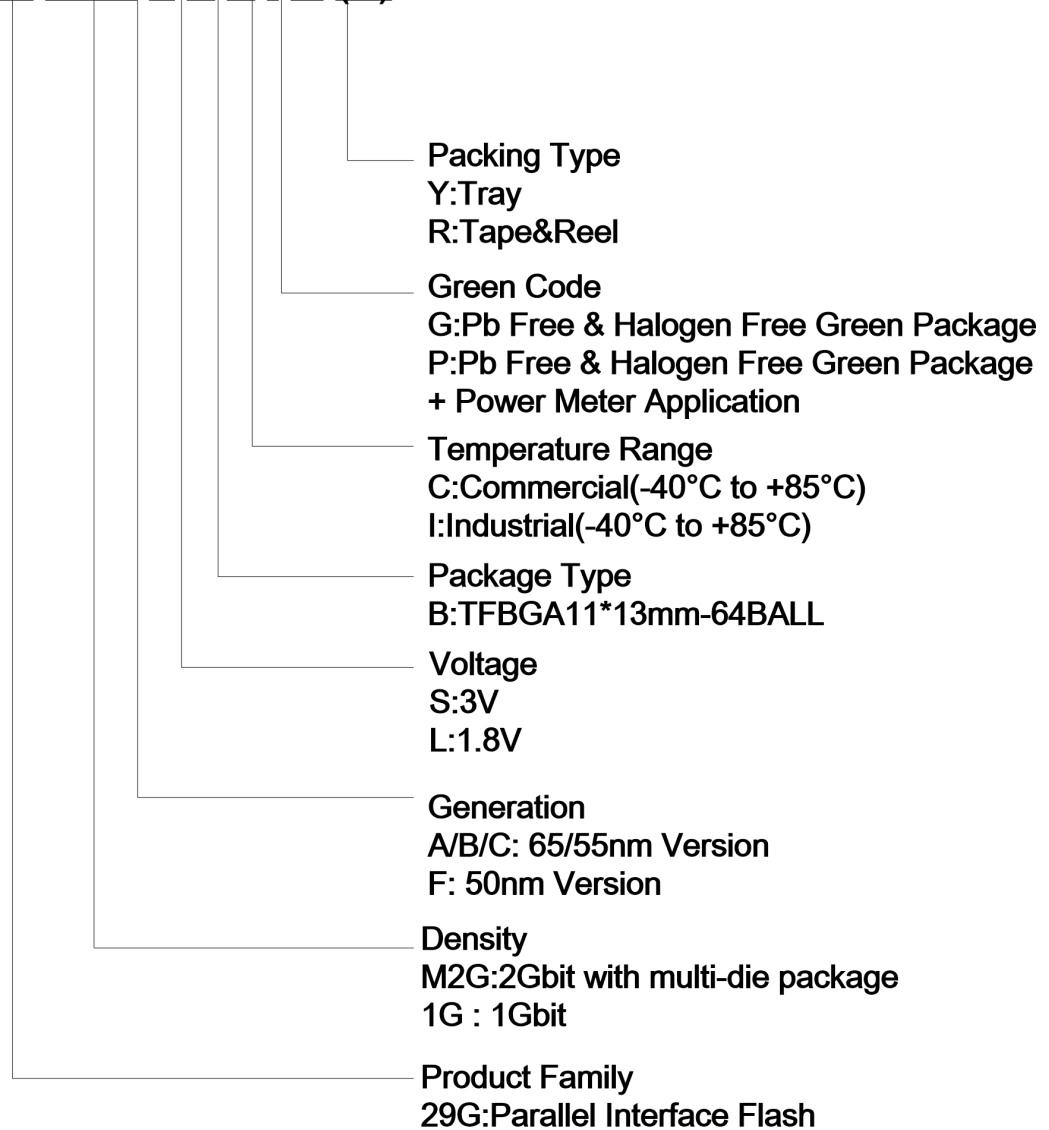 Packing Type
Y:Tray
R:Tape&Reel
Green Code
G:Pb Free & Halogen Free Green Package
P:Pb Free & Halogen Free Green Package
+ Power Meter Application
Temperature Range
C:Commercial(-40°C to +85°C)
I:Industrial(-40°C to +85°C)
Package Type
B:TFBGA11*13mm-64BALL
Voltage
S:3V
L:1.8V
Generation
A/B/C: 65/55nm Version
F: 50nm Version
Density
M2G:2Gbit with multi-die package
1G : 1Gbit
Product Family
29G:Parallel Interface Flash